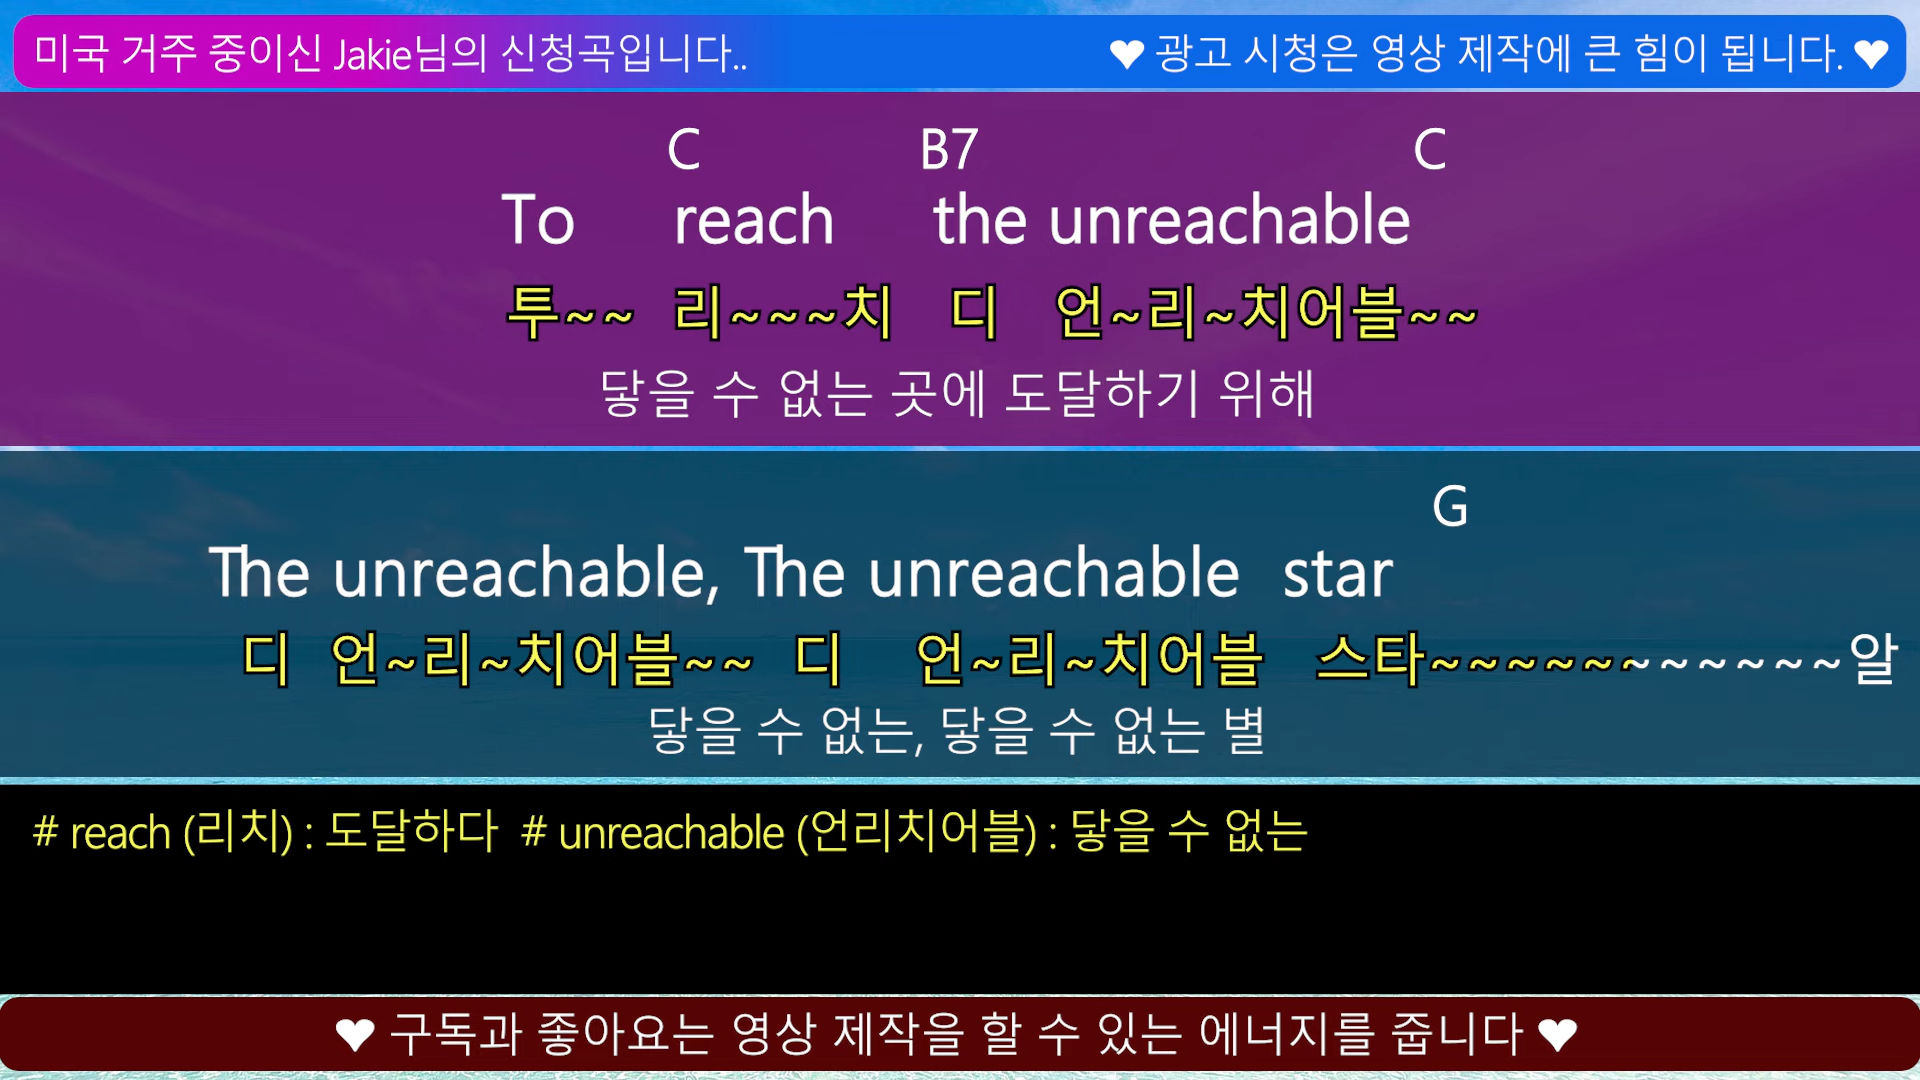 미국 거주 중이신 Jakie님의 신청곡입니다.. ♥ 광고 시청은 영상 제작에 큰 힘이 됩니다. ♥
C B7 C
To reach the unreachable
투~~ 리~~~치 디 언~리~치어블~~
닿을 수 없는 곳에 도달하기 위해
G
The unreachable, The unreachable star
디 언~리~치어블~~ 디 언~리~치어블 스타~~~~~~~~~~~알
닿을 수 없는, 닿을 수 없는 별
# reach (리치) : 도달하다 # unreachable (언리치어블) : 닿을 수 없는
♥ 구독과 좋아요는 영상 제작을 할 수 있는 에너지를 줍니다 ♥